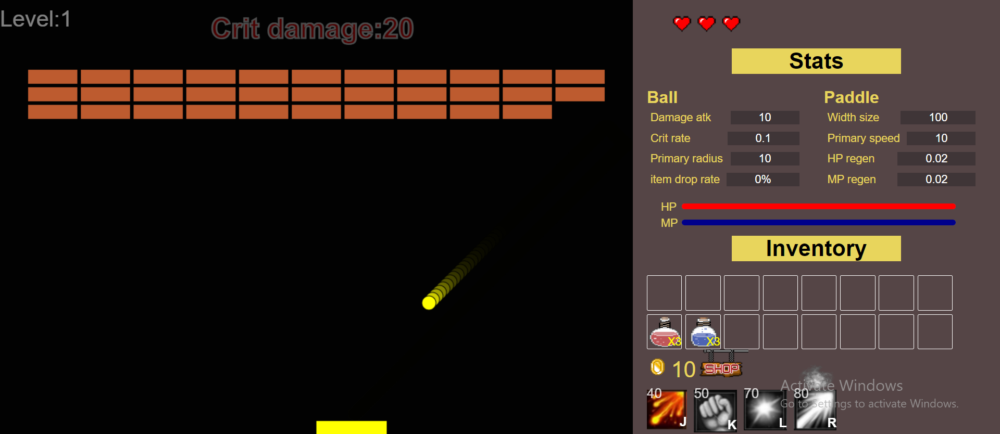 Level:1
Crit damage:20
Stats
Ball
Paddle
Damage atk 10
Width size 100
Crit rate 0.1
Primary speed 10
Primary radius 10
HP regen 0.02
item drop rate 0%
MP regen 0.02
HP
MP
Inventory
X3
X3
10
SHOP
Activate Windows
Go to Settings to activate Windows.
40
50
70
80
J
K
L
R